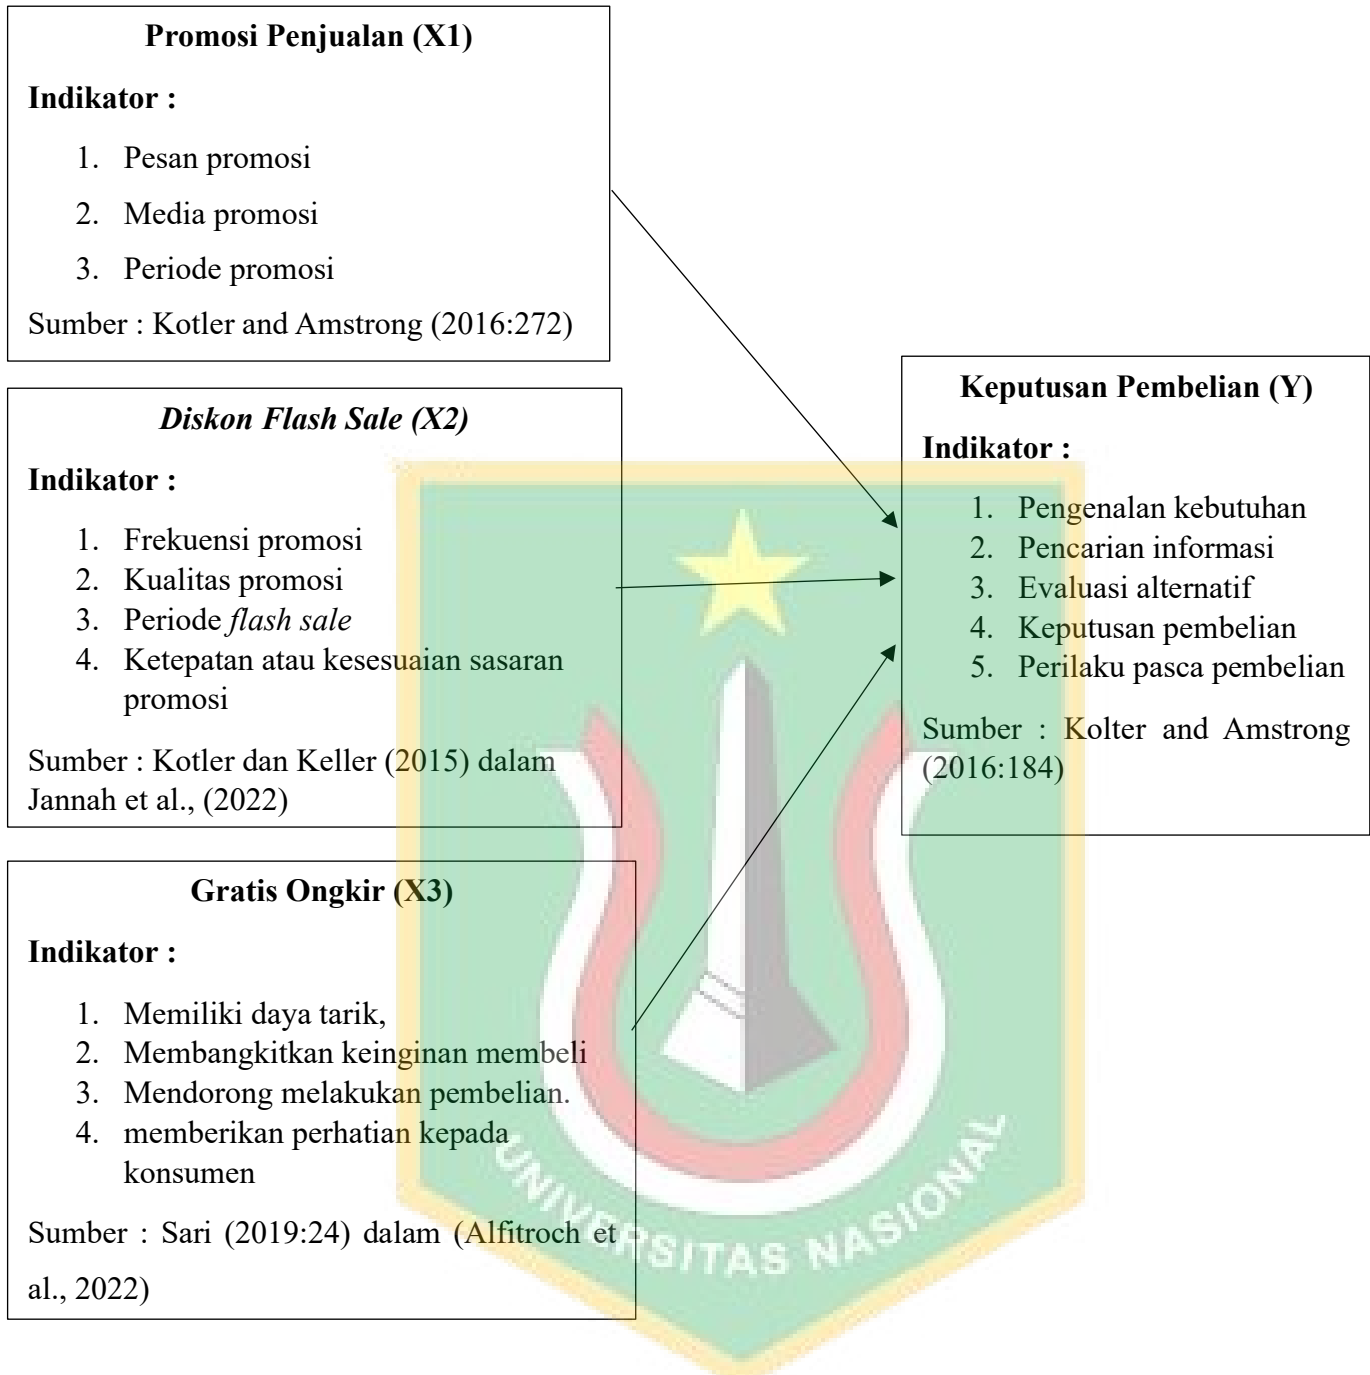 Promosi Penjualan (X1)
Indikator :
1. Pesan promosi
2. Media promosi
3. Periode promosi
Sumber : Kotler and Amstrong (2016:272)
Diskon Flash Sale (X2)
Indikator :
1. Frekuensi promosi
2. Kualitas promosi
3. Periode flash sale
4. Ketepatan atau kesesuaian sasaran
promosi
Sumber : Kotler dan Keller (2015) dalam
Jannah et al., (2022)
Gratis Ongkir (X3)
Indikator :
1. Memiliki daya tarik,
2. Membangkitkan keinginan membeli
3. Mendorong melakukan pembelian.
4. memberikan perhatian kepada
konsumen
Sumber : Sari (2019:24) dalam (Alfitroch et
al., 2022)
Keputusan Pembelian (Y)
Indikator :
1. Pengenalan kebutuhan
2. Pencarian informasi
3. Evaluasi alternatif
4. Keputusan pembelian
5. Perilaku pasca pembelian
Sumber : Kolter and Amstrong
(2016:184)
UNIVERSITAS NASIONAL